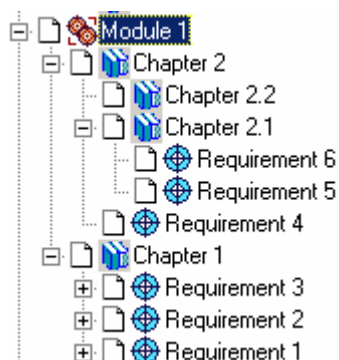 Module 1
Chapter 2
Chapter 2.2
Chapter 2.1
Requirement 6
Requirement 5
Requirement 4
Chapter 1
Requirement 3
Requirement 2
Requirement 1